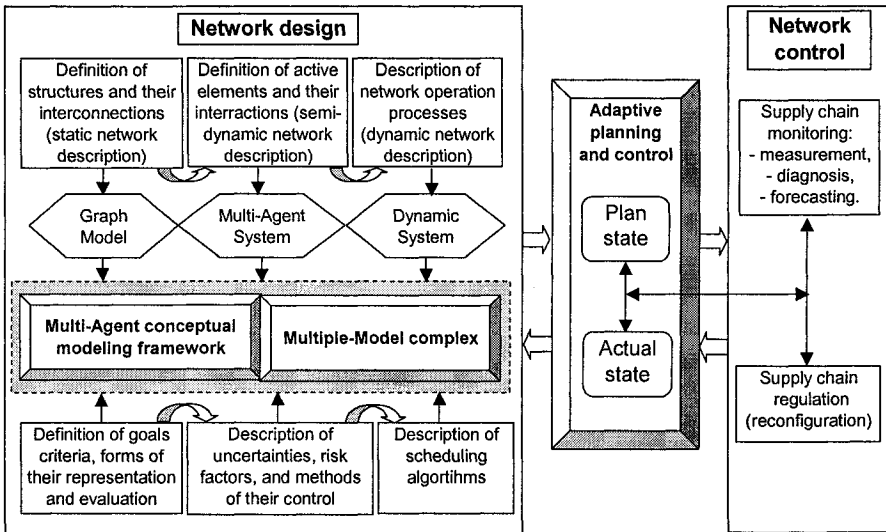 Network design
Definition of
structures and their
interconnections
(static network
description)
Definition of active
elements and their
interractions (semi-
dynamic network
description)
Description of
network operation
processes
(dynamic network
description)
Graph
Model
Multi-Agent
System
Dynamic
System
Multi-Agent conceptual
modeling framework
Multipie-Model complex
Definition of goals
criteria, forms of
their representation
and evaluation
Description of
uncertainties, risk
factors, and methods
of their control
Description of
scheduling
algortihms
Adaptive
planning
and control
Plan
state
Actual
state
Network
control
Supply chain
monitoring:
- measurement,
- diagnosis,
- forecasting.
Supply chain
regulation
(reconfiguration)